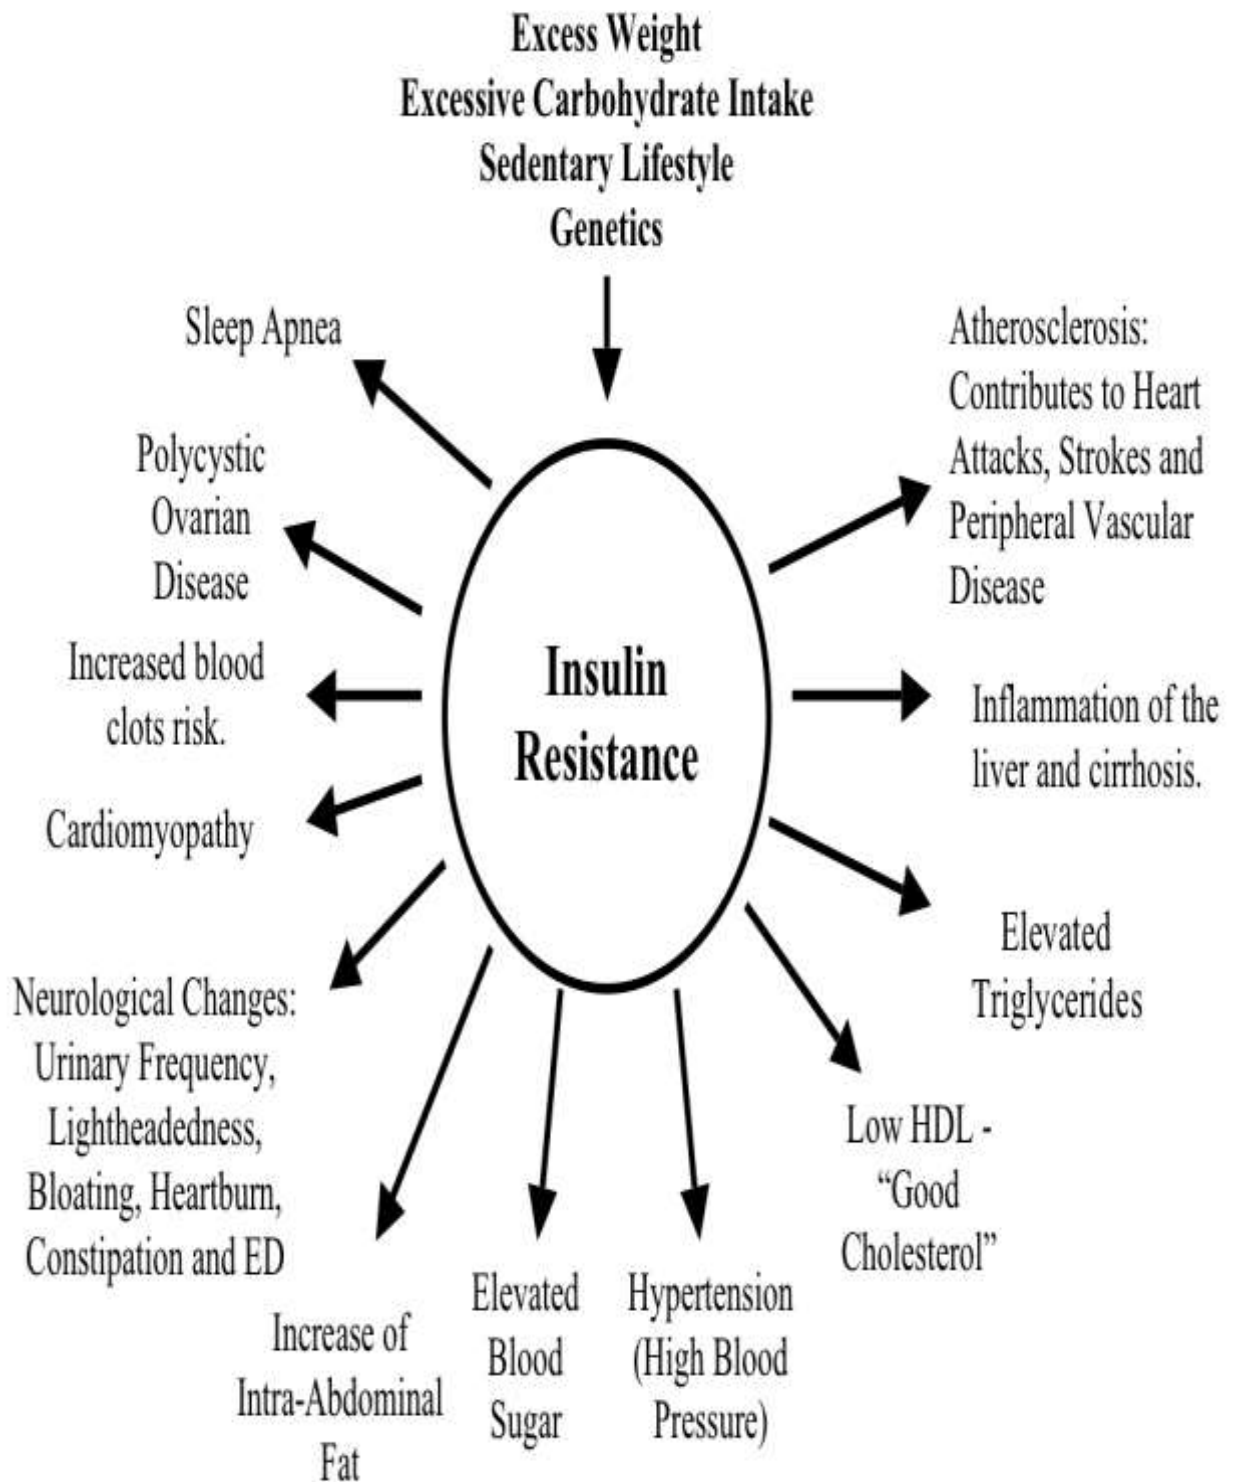 Excess Weight
Excessive Carbohydrate Intake
Sedentary Lifestyle
Genetics
Sleep Apnea
Polycystic
Ovarian
Disease
Increased blood
clots risk.
Cardiomyopathy
Neurological Changes:
Urinary Frequency,
Lightheadedness,
Bloating, Heartburn,
Constipation and ED
Increase of
Intra-Abdominal
Fat
Insulin
Resistance
Elevated
Blood
Sugar
Hypertension
(High Blood
Pressure)
Atherosclerosis:
Contributes to Heart
Attacks, Strokes and
Peripheral Vascular
Disease
Inflammation of the
liver and cirrhosis.
Elevated
Triglycerides
Low HDL -
“Good
Cholesterol”